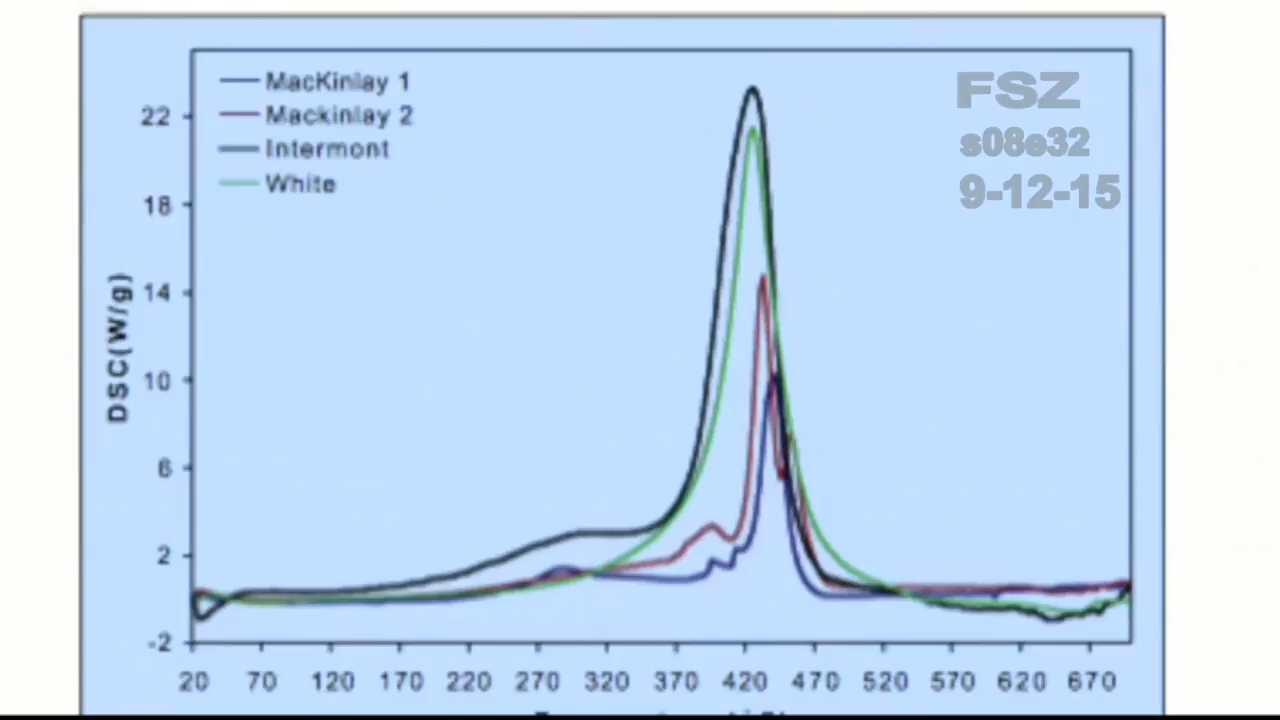 MacKinlay 1
Mackinlay 2
Intermont
White
FSZ
s08e32
9-12-15
DSC(W/g)
22
18
14
10
6
2
-2
20 70 120 170 220 270 320 370 420 470 520 570 620 670